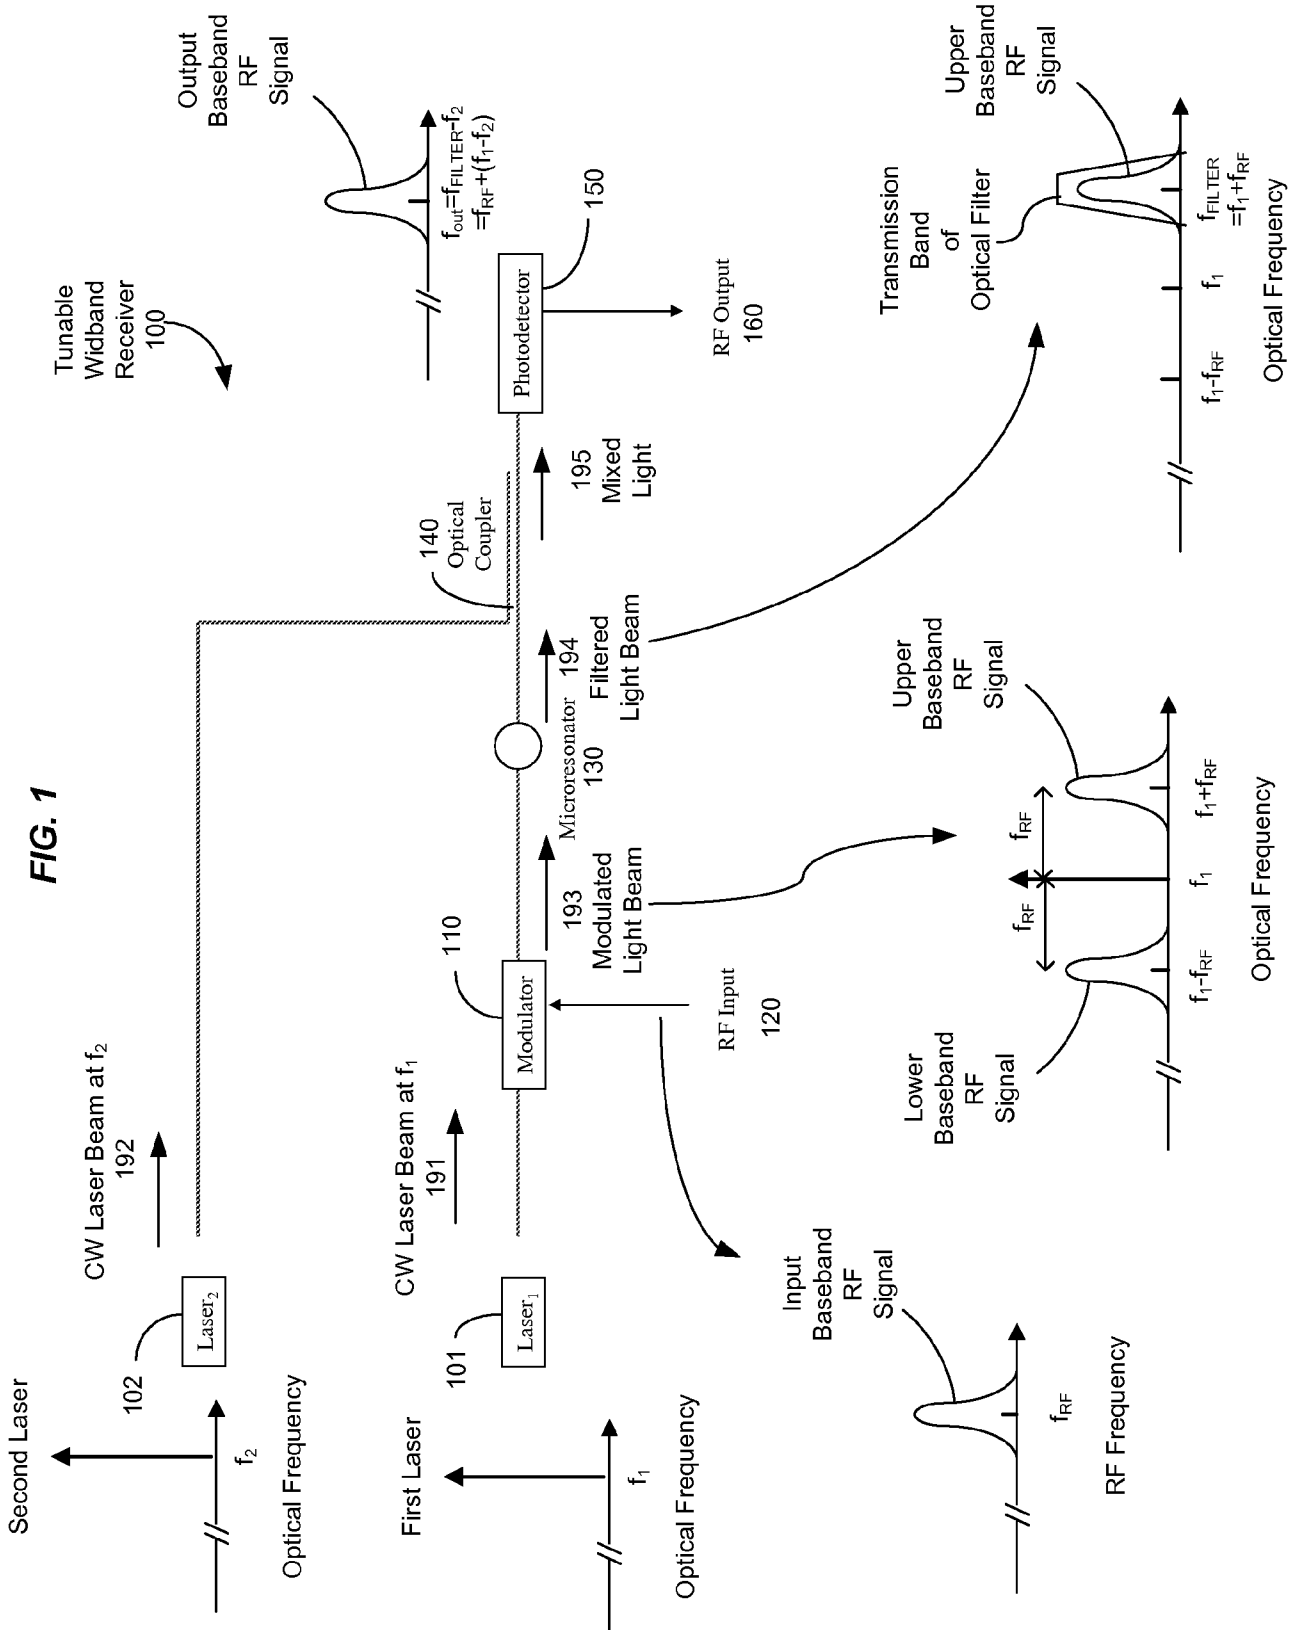 FIG. 1
Tunable
Widband
Receiver
100
Second Laser
f2
Optical Frequency
102
Laser2
CW Laser Beam at f2
192
First Laser
f1
Optical Frequency
101
Laser1
CW Laser Beam at f1
191
110
Modulator
RF Input
120
193
Modulated
Light Beam
Microresonator
130
194
Filtered
Light Beam
140
Optical
Coupler
195
Mixed
Light
Photodetector
150
RF Output
160
Output
Baseband
RF
Signal
fout=fFILTER-f2
=fRF+(f1-f2)
Input
Baseband
RF
Signal
fRF
RF Frequency
Lower
Baseband
RF
Signal
Upper
Baseband
RF
Signal
fRF
fRF
f1-fRF
f1
f1+fRF
Optical Frequency
Transmission
Band
of
Optical Filter
Upper
Baseband
RF
Signal
f1-fRF
f1
fFILTER
=f1+fRF
Optical Frequency